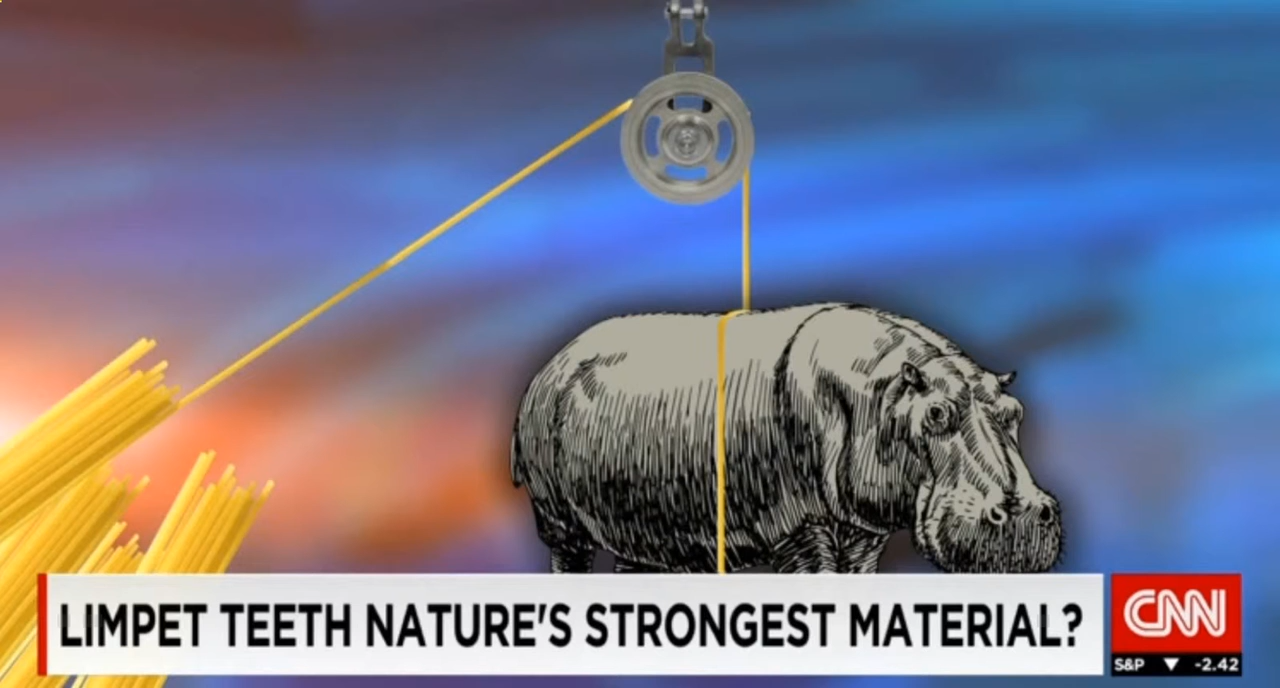 LIMPET TEETH NATURE'S STRONGEST MATERIAL?
CNN
S&P ▼ -2.42